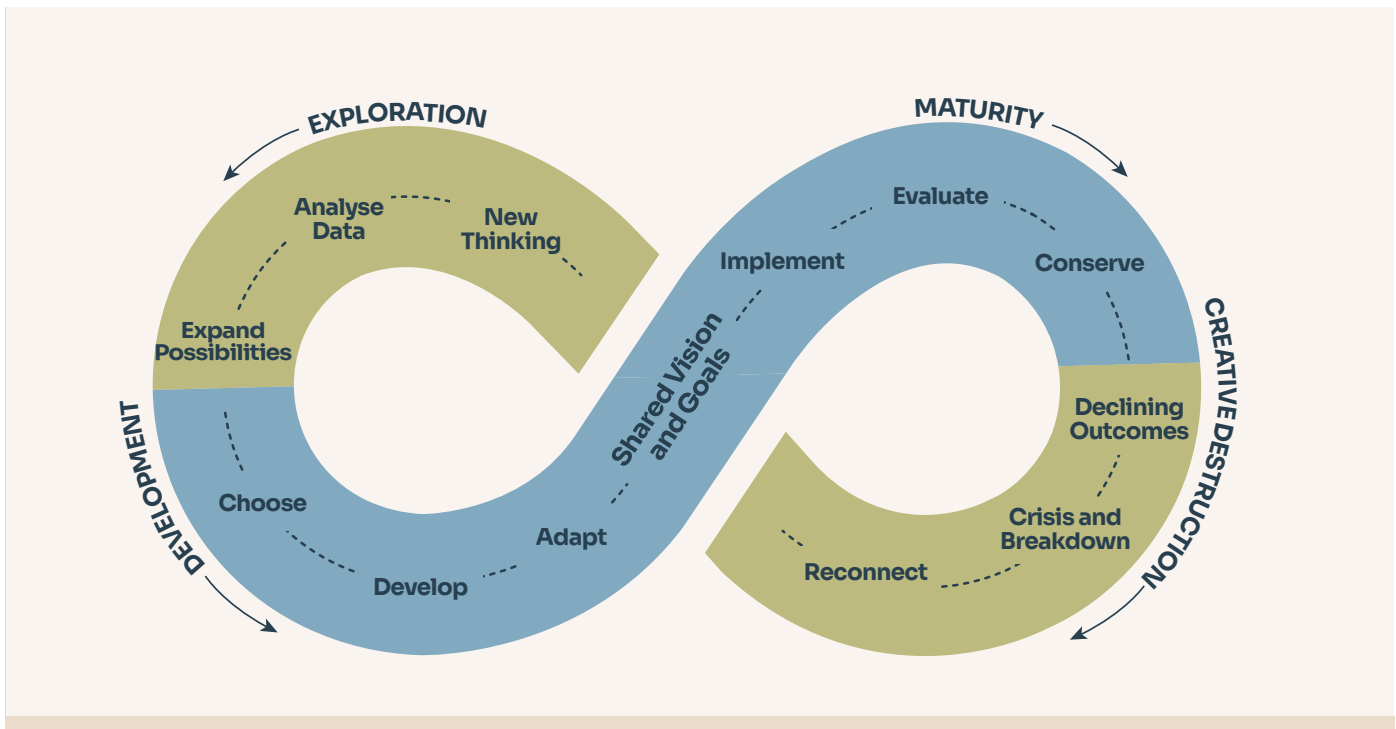 EXPLORATION
MATURITY
Analyse
Data
New
Thinking
Expand
Possibilities
Evaluate
Implement
Conserve
Shared Vision
and Goals
CREATIVE DESTRUCTION
DEVELOPMENT
Choose
Develop
Adapt
Declining
Outcomes
Crisis and
Breakdown
Reconnect